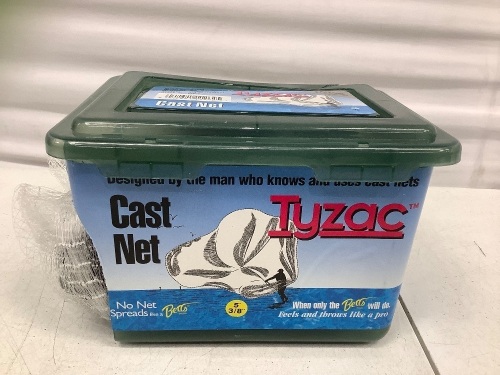 Cast Net
Designed by the man who knows and uses cast nets
Cast
Net
Tyzac™
No Net
Spreads like a Betts
5'
3/8"
When only the Betts will do.
Feels and throws like a pro